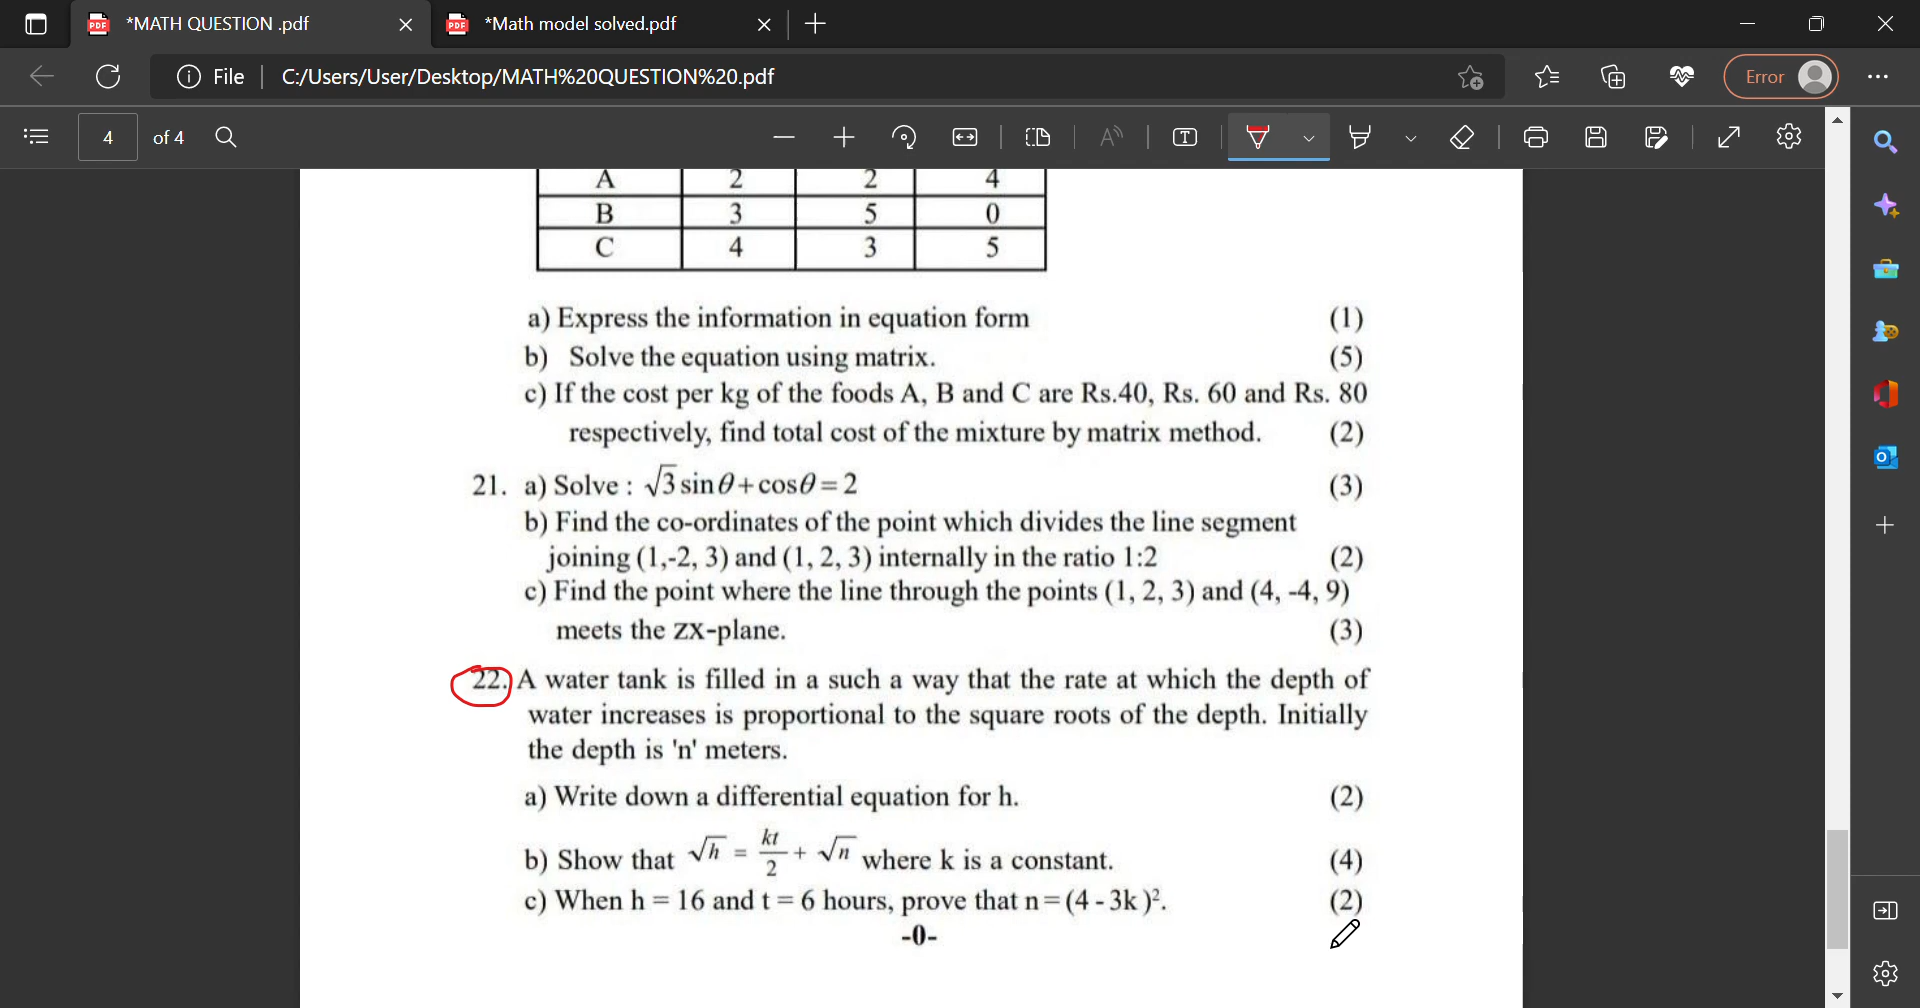 *MATH QUESTION .pdf
*Math model solved.pdf
File
C:/Users/User/Desktop/MATH%20QUESTION%20.pdf
Error
4 of 4
A 2 2 4
B 3 5 0
C 4 3 5
a) Express the information in equation form (1)
b) Solve the equation using matrix. (5)
c) If the cost per kg of the foods A, B and C are Rs.40, Rs. 60 and Rs. 80
respectively, find total cost of the mixture by matrix method. (2)
21. a) Solve : √3 sinθ+cosθ=2 (3)
b) Find the co-ordinates of the point which divides the line segment
joining (1,-2, 3) and (1, 2, 3) internally in the ratio 1:2 (2)
c) Find the point where the line through the points (1, 2, 3) and (4, -4, 9)
meets the ZX-plane. (3)
22. A water tank is filled in a such a way that the rate at which the depth of
water increases is proportional to the square roots of the depth. Initially
the depth is 'n' meters.
a) Write down a differential equation for h. (2)
b) Show that √h = kt/2 + √n where k is a constant. (4)
c) When h = 16 and t = 6 hours, prove that n = (4 - 3k )². (2)
-0-